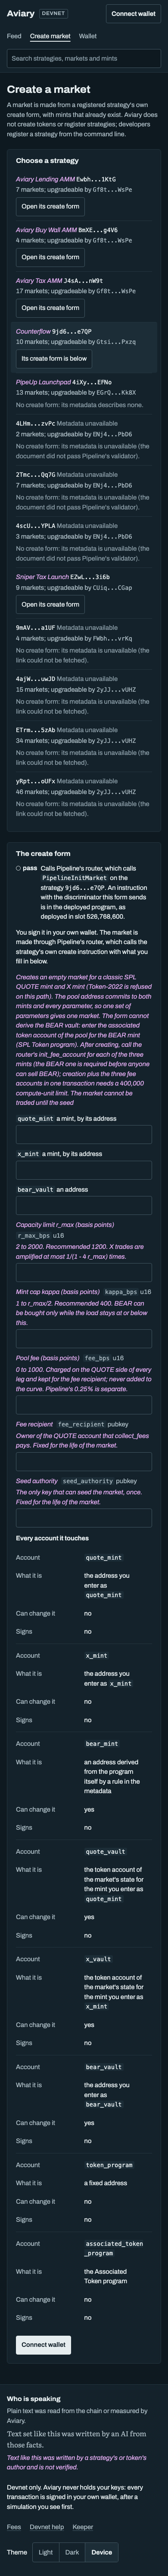 Aviary DEVNET Connect wallet
Feed Create market Wallet
Search strategies, markets and mints
Create a market
A market is made from a registered strategy's create form, with mints that already exist. Aviary does not create tokens or register strategies; developers register a strategy from the command line.
Choose a strategy
Aviary Lending AMM Ewbh...1KtG
7 markets; upgradeable by Gf8t...WsPe
Open its create form
Aviary Buy Wall AMM BmXE...g4V6
4 markets; upgradeable by Gf8t...WsPe
Open its create form
Aviary Tax AMM J4sA...nW9t
17 markets; upgradeable by Gf8t...WsPe
Open its create form
Counterflow 9jd6...e7QP
10 markets; upgradeable by Gtsi...Pxzq
Its create form is below
PipeUp Launchpad 4iXy...EFNo
13 markets; upgradeable by EGrQ...Kk8X
No create form: its metadata describes none.
4LHm...zvPc Metadata unavailable
2 markets; upgradeable by ENj4...PbD6
No create form: its metadata is unavailable (the document did not pass Pipeline's validator).
2Tmc...Qq7G Metadata unavailable
7 markets; upgradeable by ENj4...PbD6
No create form: its metadata is unavailable (the document did not pass Pipeline's validator).
4scU...YPLA Metadata unavailable
3 markets; upgradeable by ENj4...PbD6
No create form: its metadata is unavailable (the document did not pass Pipeline's validator).
Sniper Tax Launch EZwL...3i6b
9 markets; upgradeable by CUiq...CGap
Open its create form
9mAV...a1UF Metadata unavailable
4 markets; upgradeable by Fwbh...vrKq
No create form: its metadata is unavailable (the link could not be fetched).
4ajW...uwJD Metadata unavailable
15 markets; upgradeable by 2yJJ...vUHZ
No create form: its metadata is unavailable (the link could not be fetched).
ETrm...5zAb Metadata unavailable
34 markets; upgradeable by 2yJJ...vUHZ
No create form: its metadata is unavailable (the link could not be fetched).
yRpt...oUFx Metadata unavailable
46 markets; upgradeable by 2yJJ...vUHZ
No create form: its metadata is unavailable (the link could not be fetched).
The create form
pass Calls Pipeline's router, which calls PipelineInitMarket on the strategy 9jd6...e7QP. An instruction with the discriminator this form sends is in the deployed program, as deployed in slot 526,768,600.
You sign it in your own wallet. The market is made through Pipeline's router, which calls the strategy's own create instruction with what you fill in below.
Creates an empty market for a classic SPL QUOTE mint and X mint (Token-2022 is refused on this path). The pool address commits to both mints and every parameter, so one set of parameters gives one market. The form cannot derive the BEAR vault: enter the associated token account of the pool for the BEAR mint (SPL Token program). After creating, call the router's init_fee_account for each of the three mints (the BEAR one is required before anyone can sell BEAR); creation plus the three fee accounts in one transaction needs a 400,000 compute-unit limit. The market cannot be traded until the seed
quote_mint a mint, by its address
x_mint a mint, by its address
bear_vault an address
Capacity limit r_max (basis points)
r_max_bps u16
2 to 2000. Recommended 1200. X trades are amplified at most 1/(1 - 4 r_max) times.
Mint cap kappa (basis points) kappa_bps u16
1 to r_max/2. Recommended 400. BEAR can be bought only while the load stays at or below this.
Pool fee (basis points) fee_bps u16
0 to 1000. Charged on the QUOTE side of every leg and kept for the fee recipient; never added to the curve. Pipeline's 0.25% is separate.
Fee recipient fee_recipient pubkey
Owner of the QUOTE account that collect_fees pays. Fixed for the life of the market.
Seed authority seed_authority pubkey
The only key that can seed the market, once. Fixed for the life of the market.
Every account it touches
Account quote_mint
What it is the address you enter as quote_mint
Can change it no
Signs no
Account x_mint
What it is the address you enter as x_mint
Can change it no
Signs no
Account bear_mint
What it is an address derived from the program itself by a rule in the metadata
Can change it yes
Signs no
Account quote_vault
What it is the token account of the market's state for the mint you enter as quote_mint
Can change it yes
Signs no
Account x_vault
What it is the token account of the market's state for the mint you enter as x_mint
Can change it yes
Signs no
Account bear_vault
What it is the address you enter as bear_vault
Can change it yes
Signs no
Account token_program
What it is a fixed address
Can change it no
Signs no
Account associated_token_program
What it is the Associated Token program
Can change it no
Signs no
Connect wallet
Who is speaking
Plain text was read from the chain or measured by Aviary.
Text set like this was written by an AI from those facts.
Text like this was written by a strategy's or token's author and is not verified.
Devnet only. Aviary never holds your keys: every transaction is signed in your own wallet, after a simulation you see first.
Fees Devnet help Keeper
Theme Light Dark Device